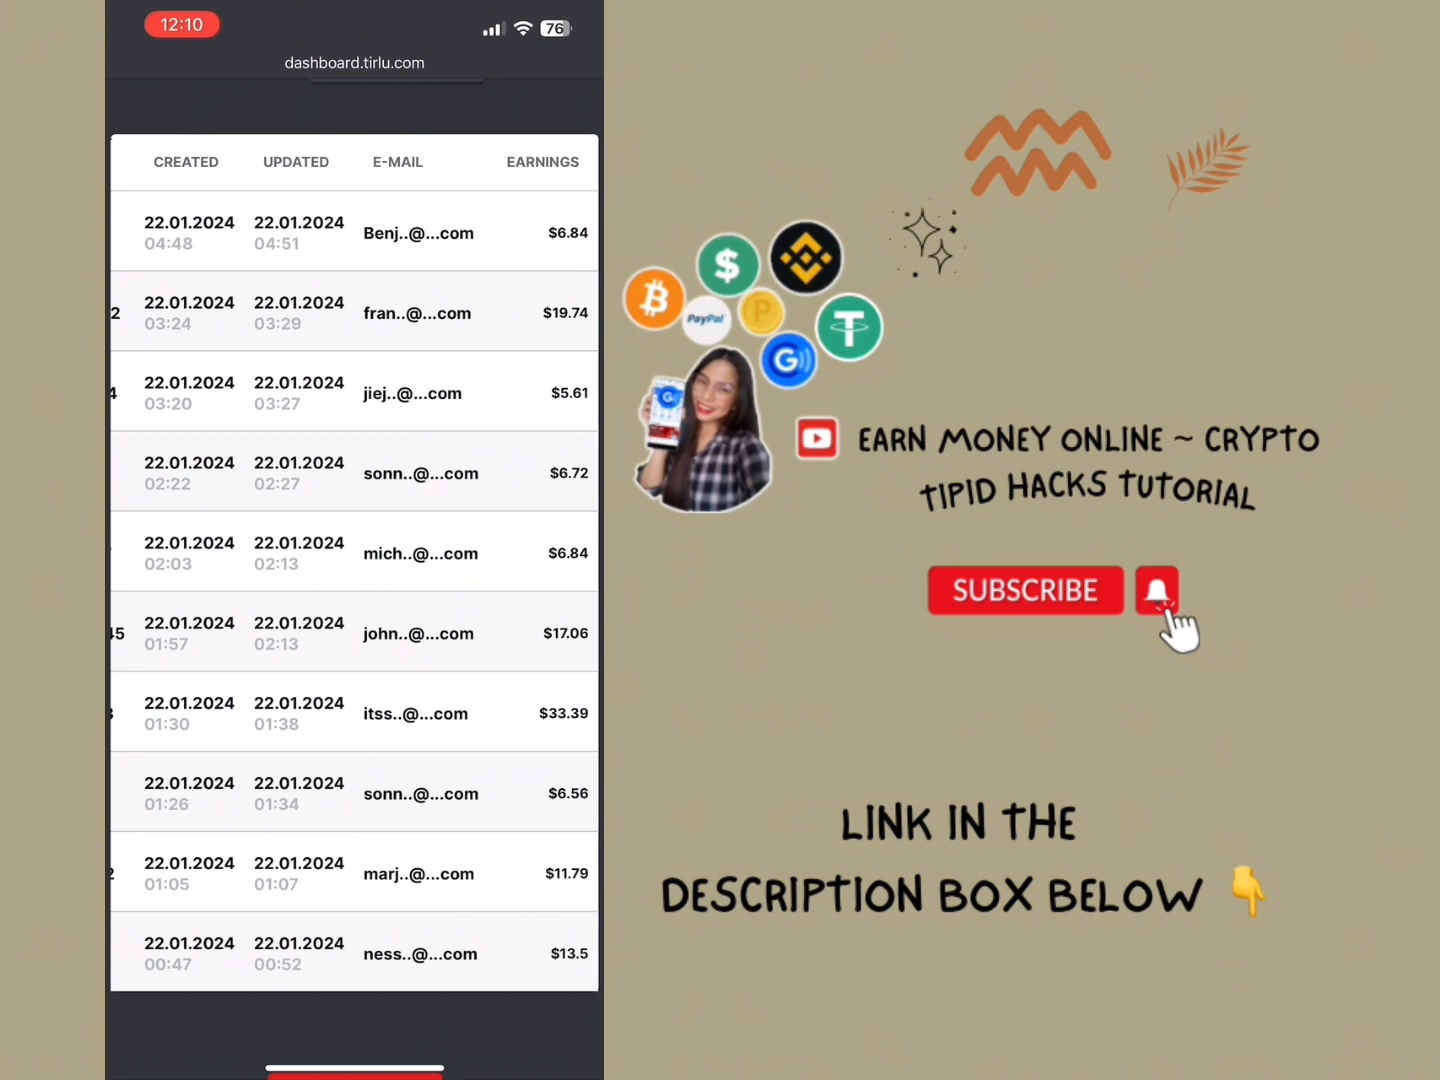 12:10
76
dashboard.tirlu.com
CREATED UPDATED E-MAIL EARNINGS
22.01.2024 22.01.2024 Benj..@...com $6.84
04:48 04:51
2 22.01.2024 22.01.2024 fran..@...com $19.74
03:24 03:29
4 22.01.2024 22.01.2024 jiej..@...com $5.61
03:20 03:27
22.01.2024 22.01.2024 sonn..@...com $6.72
02:22 02:27
22.01.2024 22.01.2024 mich..@...com $6.84
02:03 02:13
45 22.01.2024 22.01.2024 john..@...com $17.06
01:57 02:13
3 22.01.2024 22.01.2024 itss..@...com $33.39
01:30 01:38
22.01.2024 22.01.2024 sonn..@...com $6.56
01:26 01:34
2 22.01.2024 22.01.2024 marj..@...com $11.79
01:05 01:07
22.01.2024 22.01.2024 ness..@...com $13.5
00:47 00:52
$
PayPal
P
G
EARN MONEY ONLINE ~ CRYPTO
TIPID HACKS TUTORIAL
SUBSCRIBE
LINK IN THE
DESCRIPTION BOX BELOW 👇